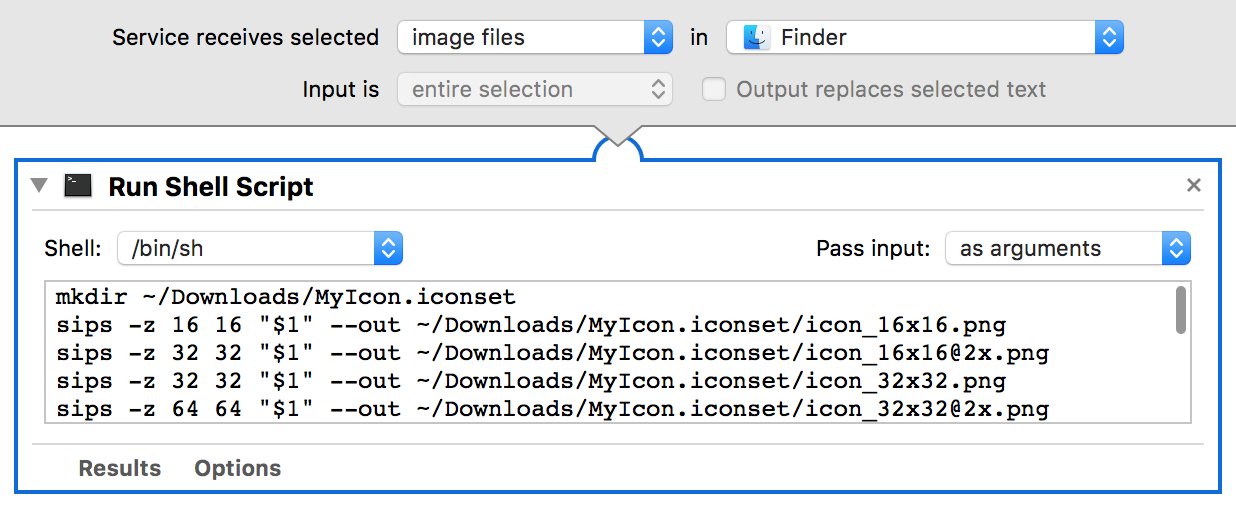 Service receives selected image files in Finder
Input is entire selection Output replaces selected text
>_ Run Shell Script
Shell: /bin/sh Pass input: as arguments
mkdir ~/Downloads/MyIcon.iconset
sips -z 16 16 "$1" --out ~/Downloads/MyIcon.iconset/icon_16x16.png
sips -z 32 32 "$1" --out ~/Downloads/MyIcon.iconset/icon_16x16@2x.png
sips -z 32 32 "$1" --out ~/Downloads/MyIcon.iconset/icon_32x32.png
sips -z 64 64 "$1" --out ~/Downloads/MyIcon.iconset/icon_32x32@2x.png
Results Options